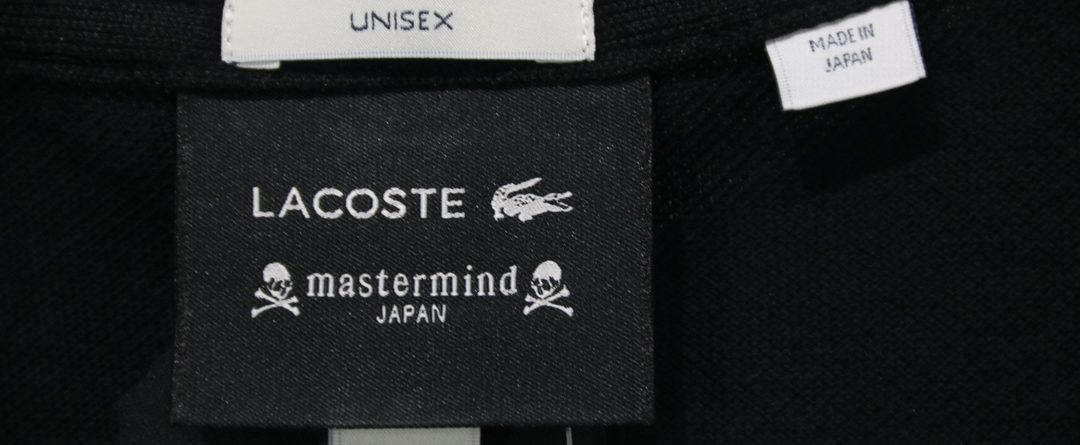 UNISEX
MADE IN
JAPAN
LACOSTE
mastermind
JAPAN